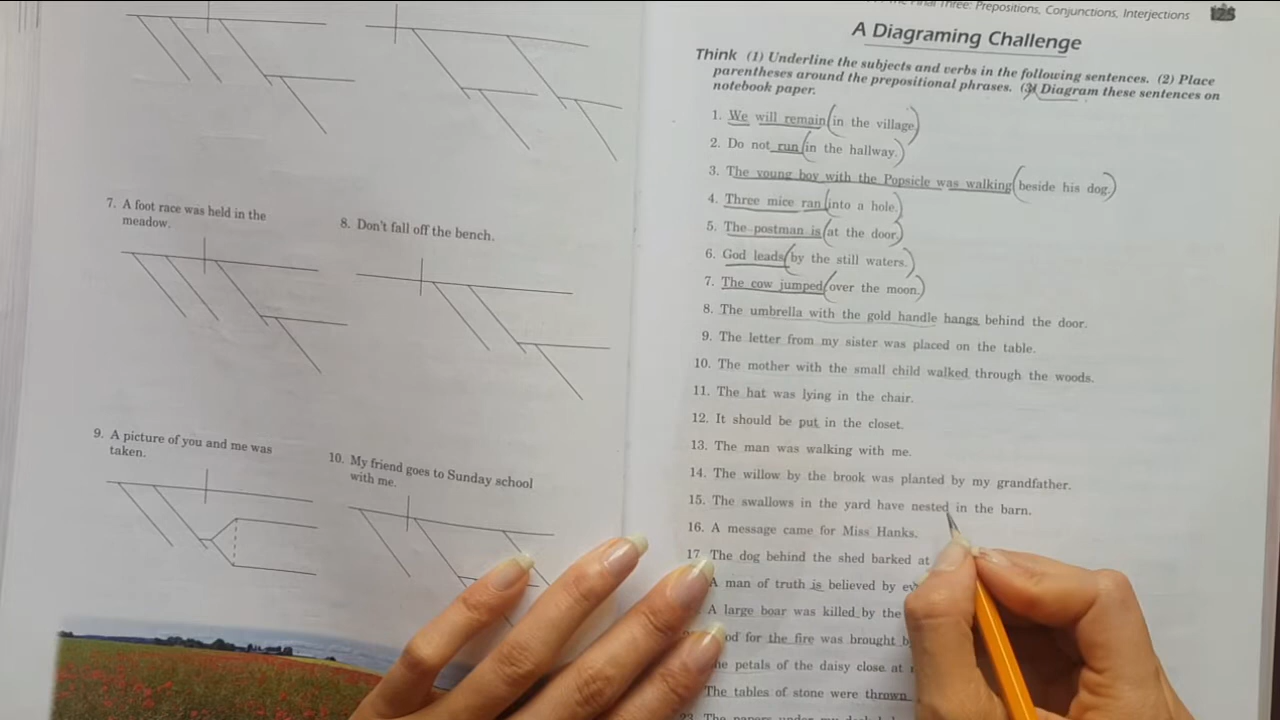 Final Three: Prepositions, Conjunctions, Interjections 125
A Diagraming Challenge
Think (1) Underline the subjects and verbs in the following sentences. (2) Place
parentheses around the prepositional phrases. (3) Diagram these sentences on
notebook paper.
1. We will remain (in the village.)
2. Do not run (in the hallway.)
3. The young boy with the Popsicle was walking (beside his dog.)
4. Three mice ran (into a hole.)
5. The postman is (at the door.)
6. God leads (by the still waters.)
7. The cow jumped (over the moon.)
8. The umbrella with the gold handle hangs behind the door.
9. The letter from my sister was placed on the table.
10. The mother with the small child walked through the woods.
11. The hat was lying in the chair.
12. It should be put in the closet.
13. The man was walking with me.
14. The willow by the brook was planted by my grandfather.
15. The swallows in the yard have nested in the barn.
16. A message came for Miss Hanks.
17. The dog behind the shed barked at
A man of truth is believed by
A large boar was killed by the
for the fire was brought
petals of the daisy close at
The tables of stone were thrown
7. A foot race was held in the
meadow.
8. Don't fall off the bench.
9. A picture of you and me was
taken.
10. My friend goes to Sunday school
with me.